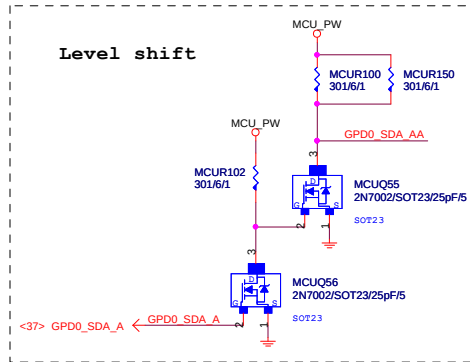 MCU_PW
Level shift
MCUR100
301/6/1
MCUR150
301/6/1
MCU_PW
GPD0_SDA_AA
MCUR102
301/6/1
3
D
G
S
MCUQ55
2N7002/SOT23/25pF/5
2
1
SOT23
3
D
G
S
MCUQ56
2N7002/SOT23/25pF/5
<37> GPD0_SDA_A
GPD0_SDA_A
2
1
SOT23